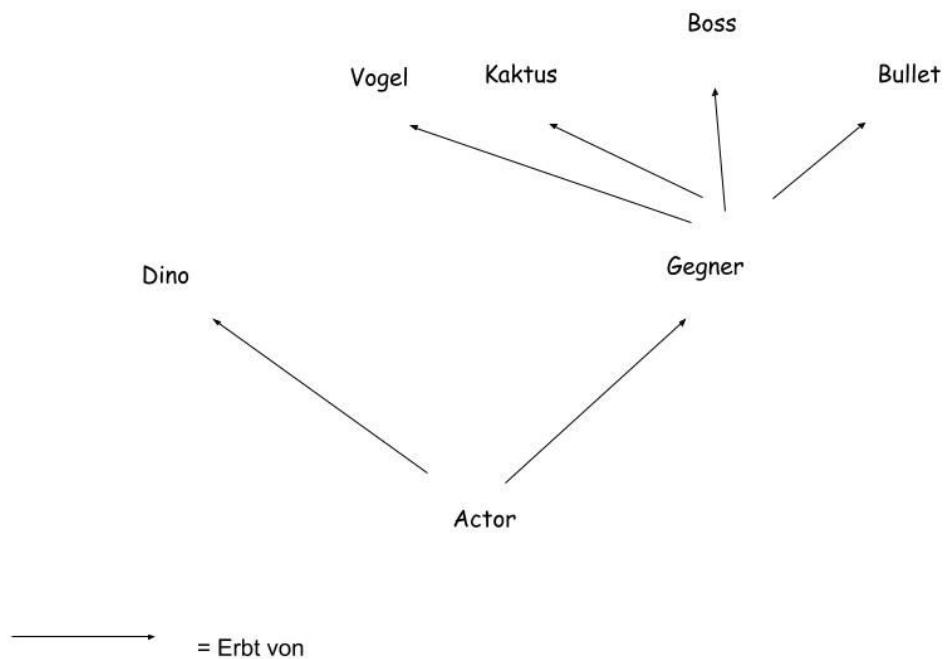 Boss
Vogel
Kaktus
Bullet
Dino
Gegner
Actor
= Erbt von